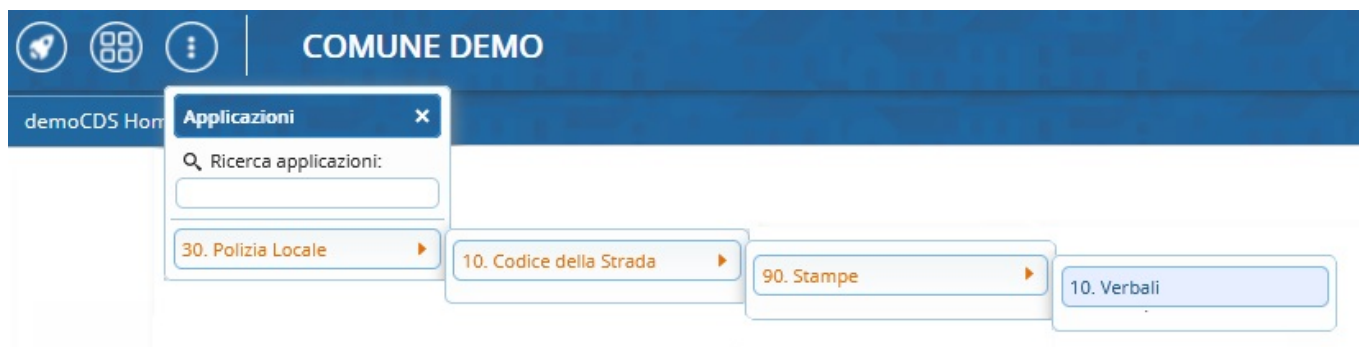 COMUNE DEMO
demoCDS Hom
Applicazioni ×
Ricerca applicazioni:
30. Polizia Locale
10. Codice della Strada
90. Stampe
10. Verbali